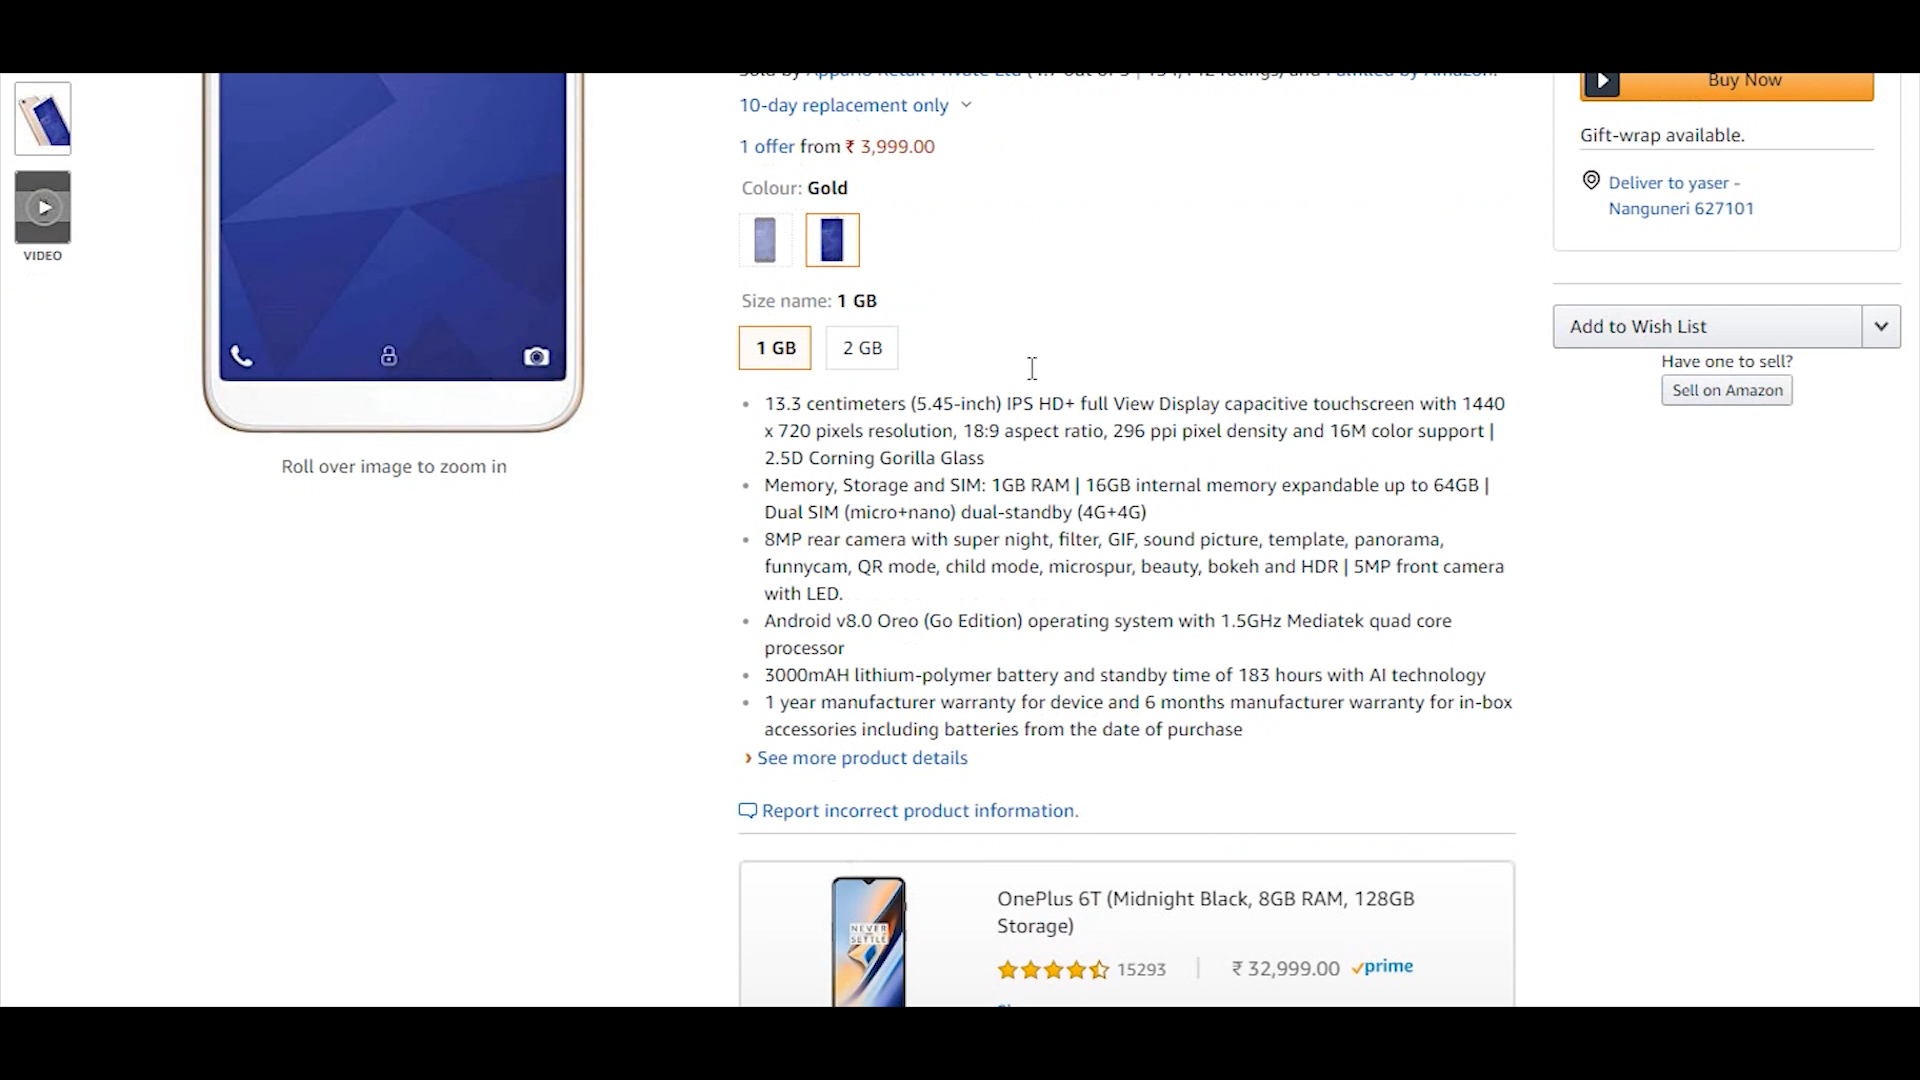 10-day replacement only
1 offer from ₹ 3,999.00
Colour: Gold
Size name: 1 GB
1 GB 2 GB
13.3 centimeters (5.45-inch) IPS HD+ full View Display capacitive touchscreen with 1440
x 720 pixels resolution, 18:9 aspect ratio, 296 ppi pixel density and 16M color support |
2.5D Corning Gorilla Glass
Memory, Storage and SIM: 1GB RAM | 16GB internal memory expandable up to 64GB |
Dual SIM (micro+nano) dual-standby (4G+4G)
8MP rear camera with super night, filter, GIF, sound picture, template, panorama,
funnycam, QR mode, child mode, microspur, beauty, bokeh and HDR | 5MP front camera
with LED.
Android v8.0 Oreo (Go Edition) operating system with 1.5GHz Mediatek quad core
processor
3000mAH lithium-polymer battery and standby time of 183 hours with AI technology
1 year manufacturer warranty for device and 6 months manufacturer warranty for in-box
accessories including batteries from the date of purchase
› See more product details
Report incorrect product information.
NEVER
SETTLE
OnePlus 6T (Midnight Black, 8GB RAM, 128GB
Storage)
15293 | ₹ 32,999.00 prime
VIDEO
Roll over image to zoom in
Buy Now
Gift-wrap available.
Deliver to yaser -
Nanguneri 627101
Add to Wish List
Have one to sell?
Sell on Amazon